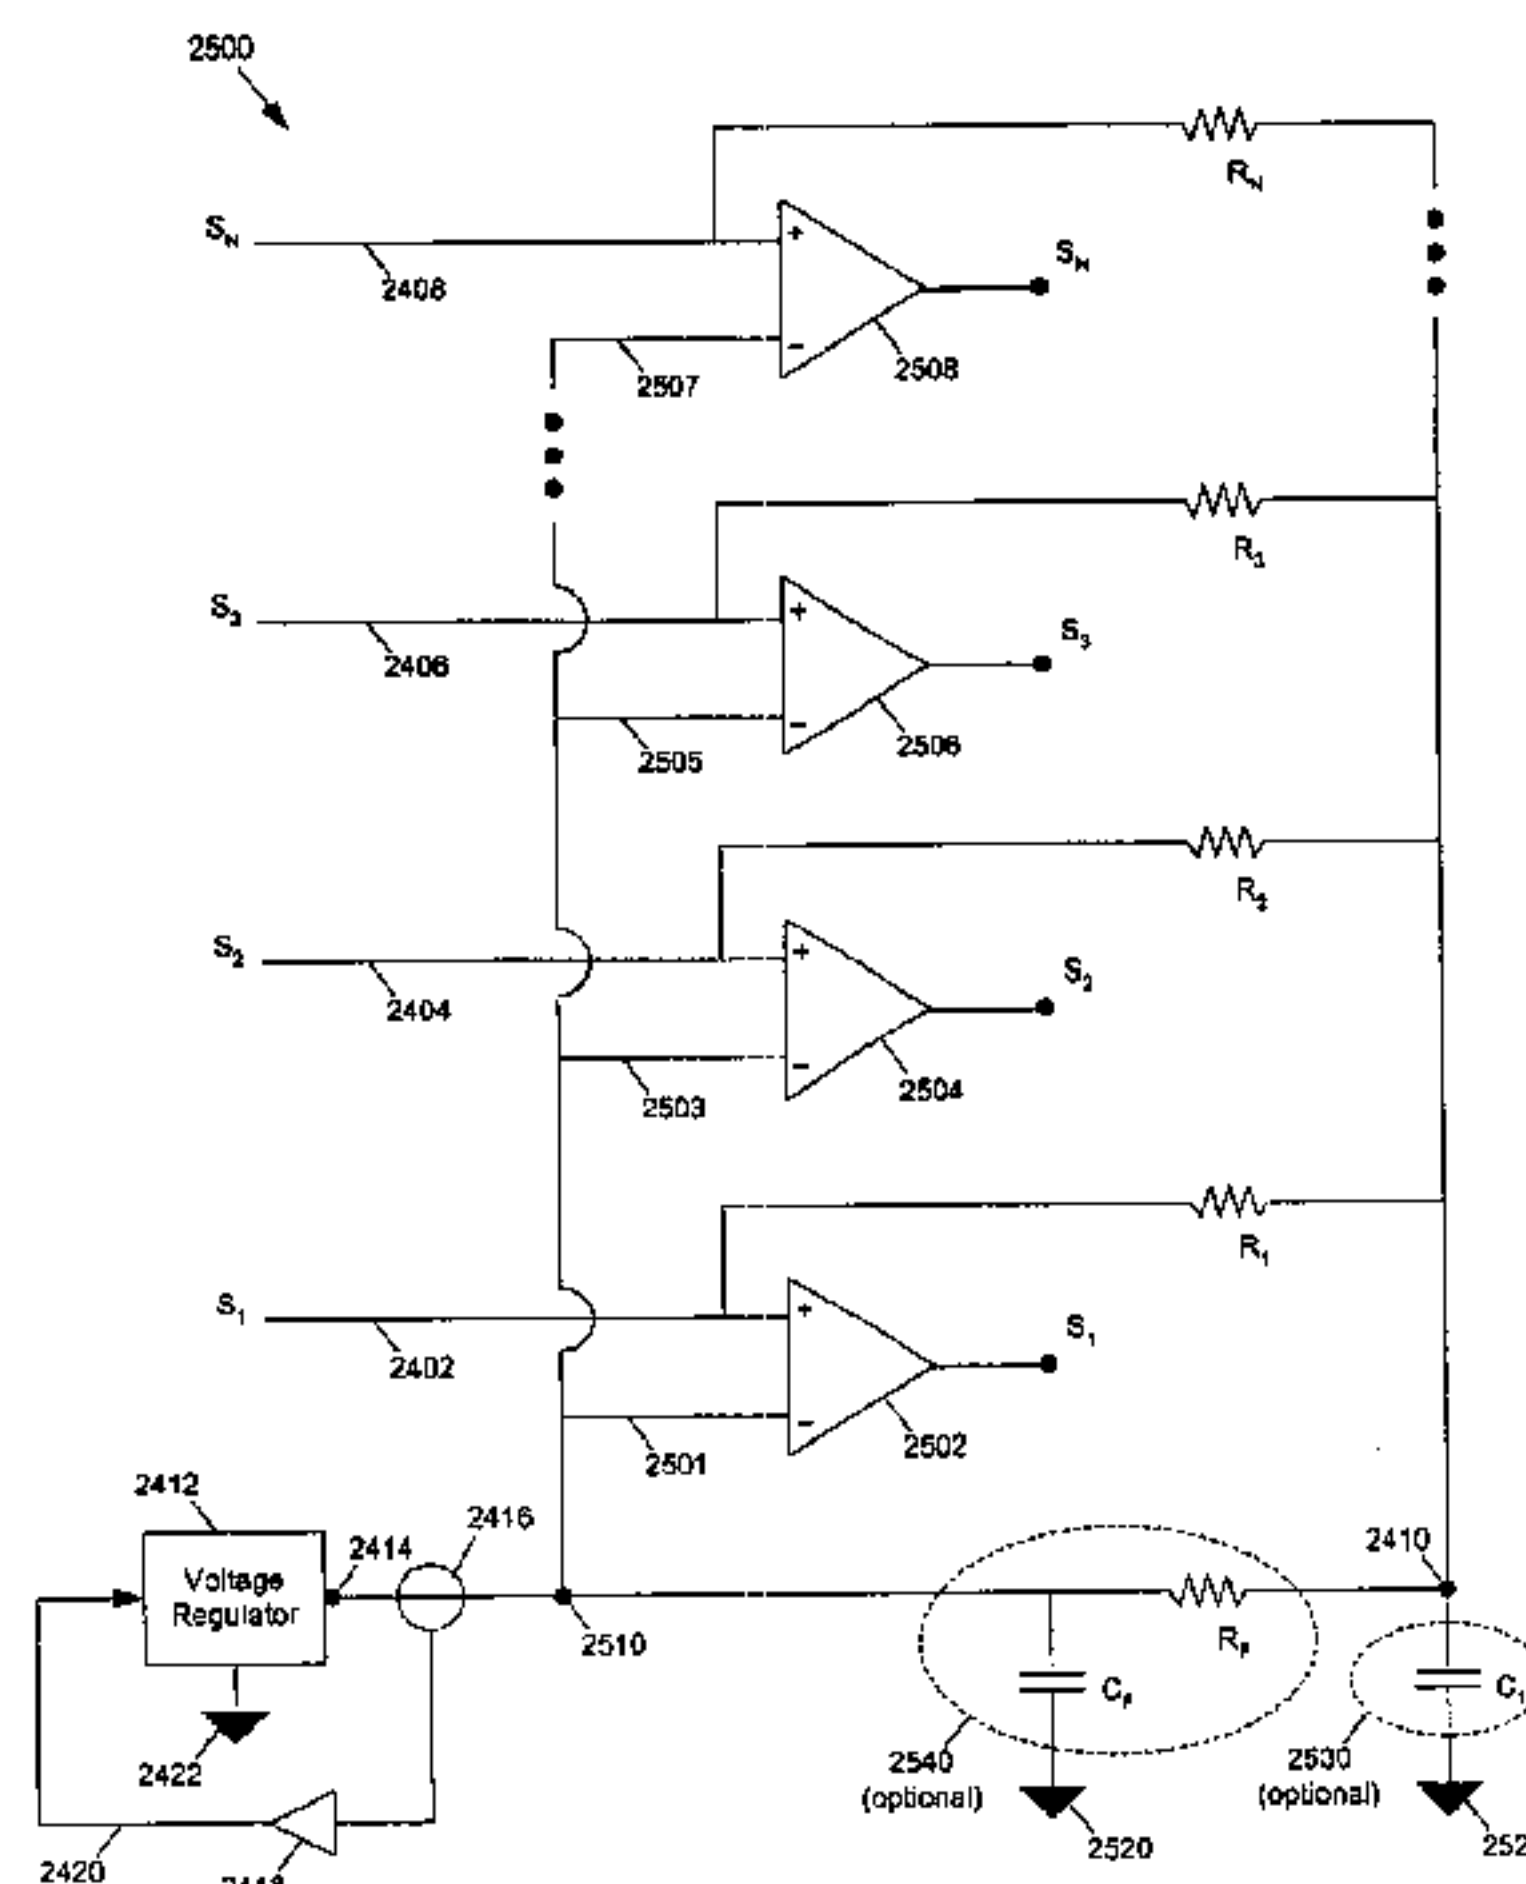 2500
R_N
S_N
S_N
2408
2508
2507
+
−
R_3
S_3
S_3
+
−
2406
2506
2505
R_2
S_2
S_2
+
−
2404
2504
2503
R_1
S_1
S_1
+
−
2402
2502
2501
2412
2416
2414
2410
Voltage
Regulator
2510
R_F
C_F
C_1
2422
2540
(optional)
2530
(optional)
2520
252
2420